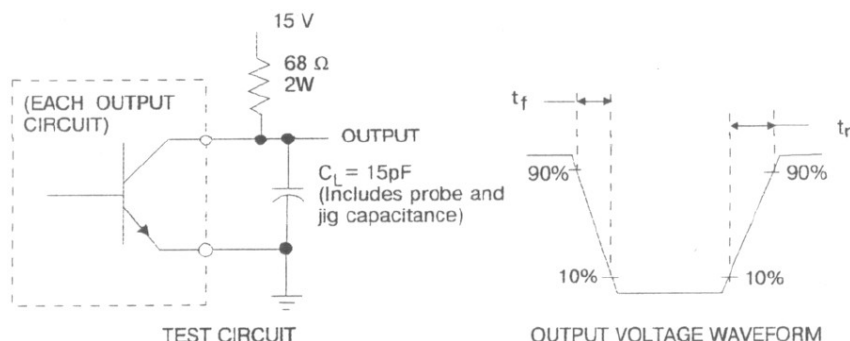 15 V
68 Ω
2W
(EACH OUTPUT
CIRCUIT)
OUTPUT
C_L = 15pF
(Includes probe and
jig capacitance)
TEST CIRCUIT
t_f
t_r
90%
90%
10%
10%
OUTPUT VOLTAGE WAVEFORM